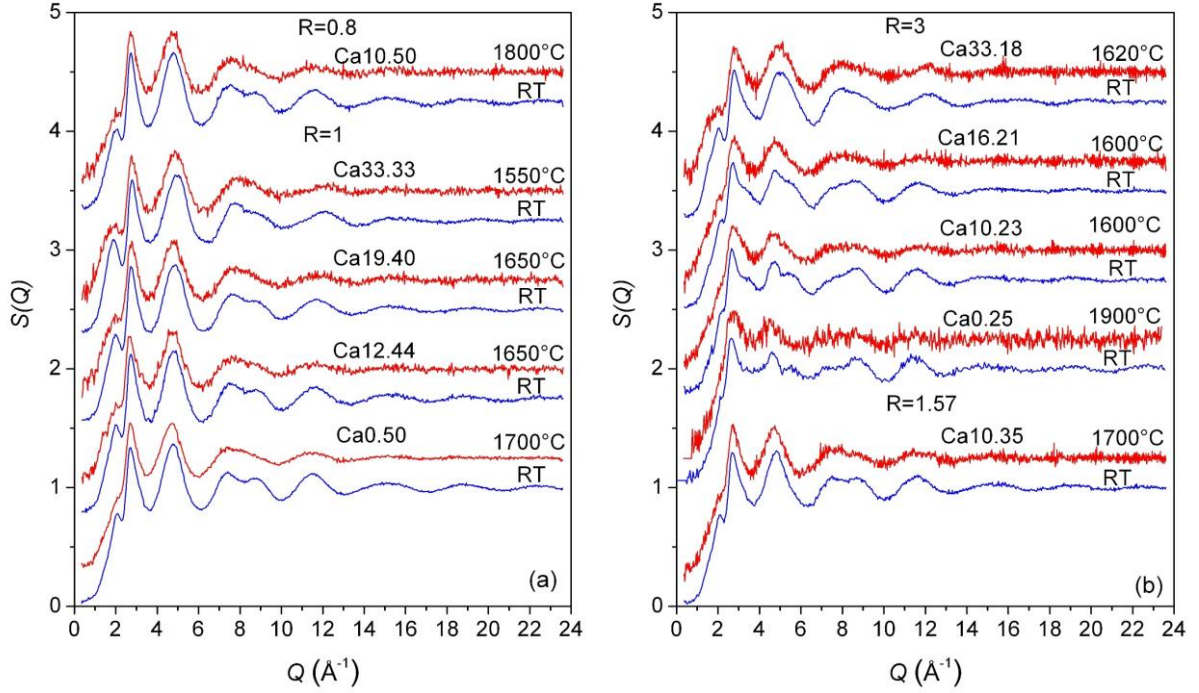 5
4
3
2
1
0
S(Q)
R=0.8
Ca10.50
1800°C
RT
R=1
Ca33.33
1550°C
RT
Ca19.40
1650°C
RT
Ca12.44
1650°C
RT
Ca0.50
1700°C
RT
(a)
0 2 4 6 8 10 12 14 16 18 20 22 24
Q (Å⁻¹)
5
4
3
2
1
0
S(Q)
R=3
Ca33.18
1620°C
RT
Ca16.21
1600°C
RT
Ca10.23
1600°C
RT
Ca0.25
1900°C
RT
R=1.57
Ca10.35
1700°C
RT
(b)
0 2 4 6 8 10 12 14 16 18 20 22 24
Q (Å⁻¹)